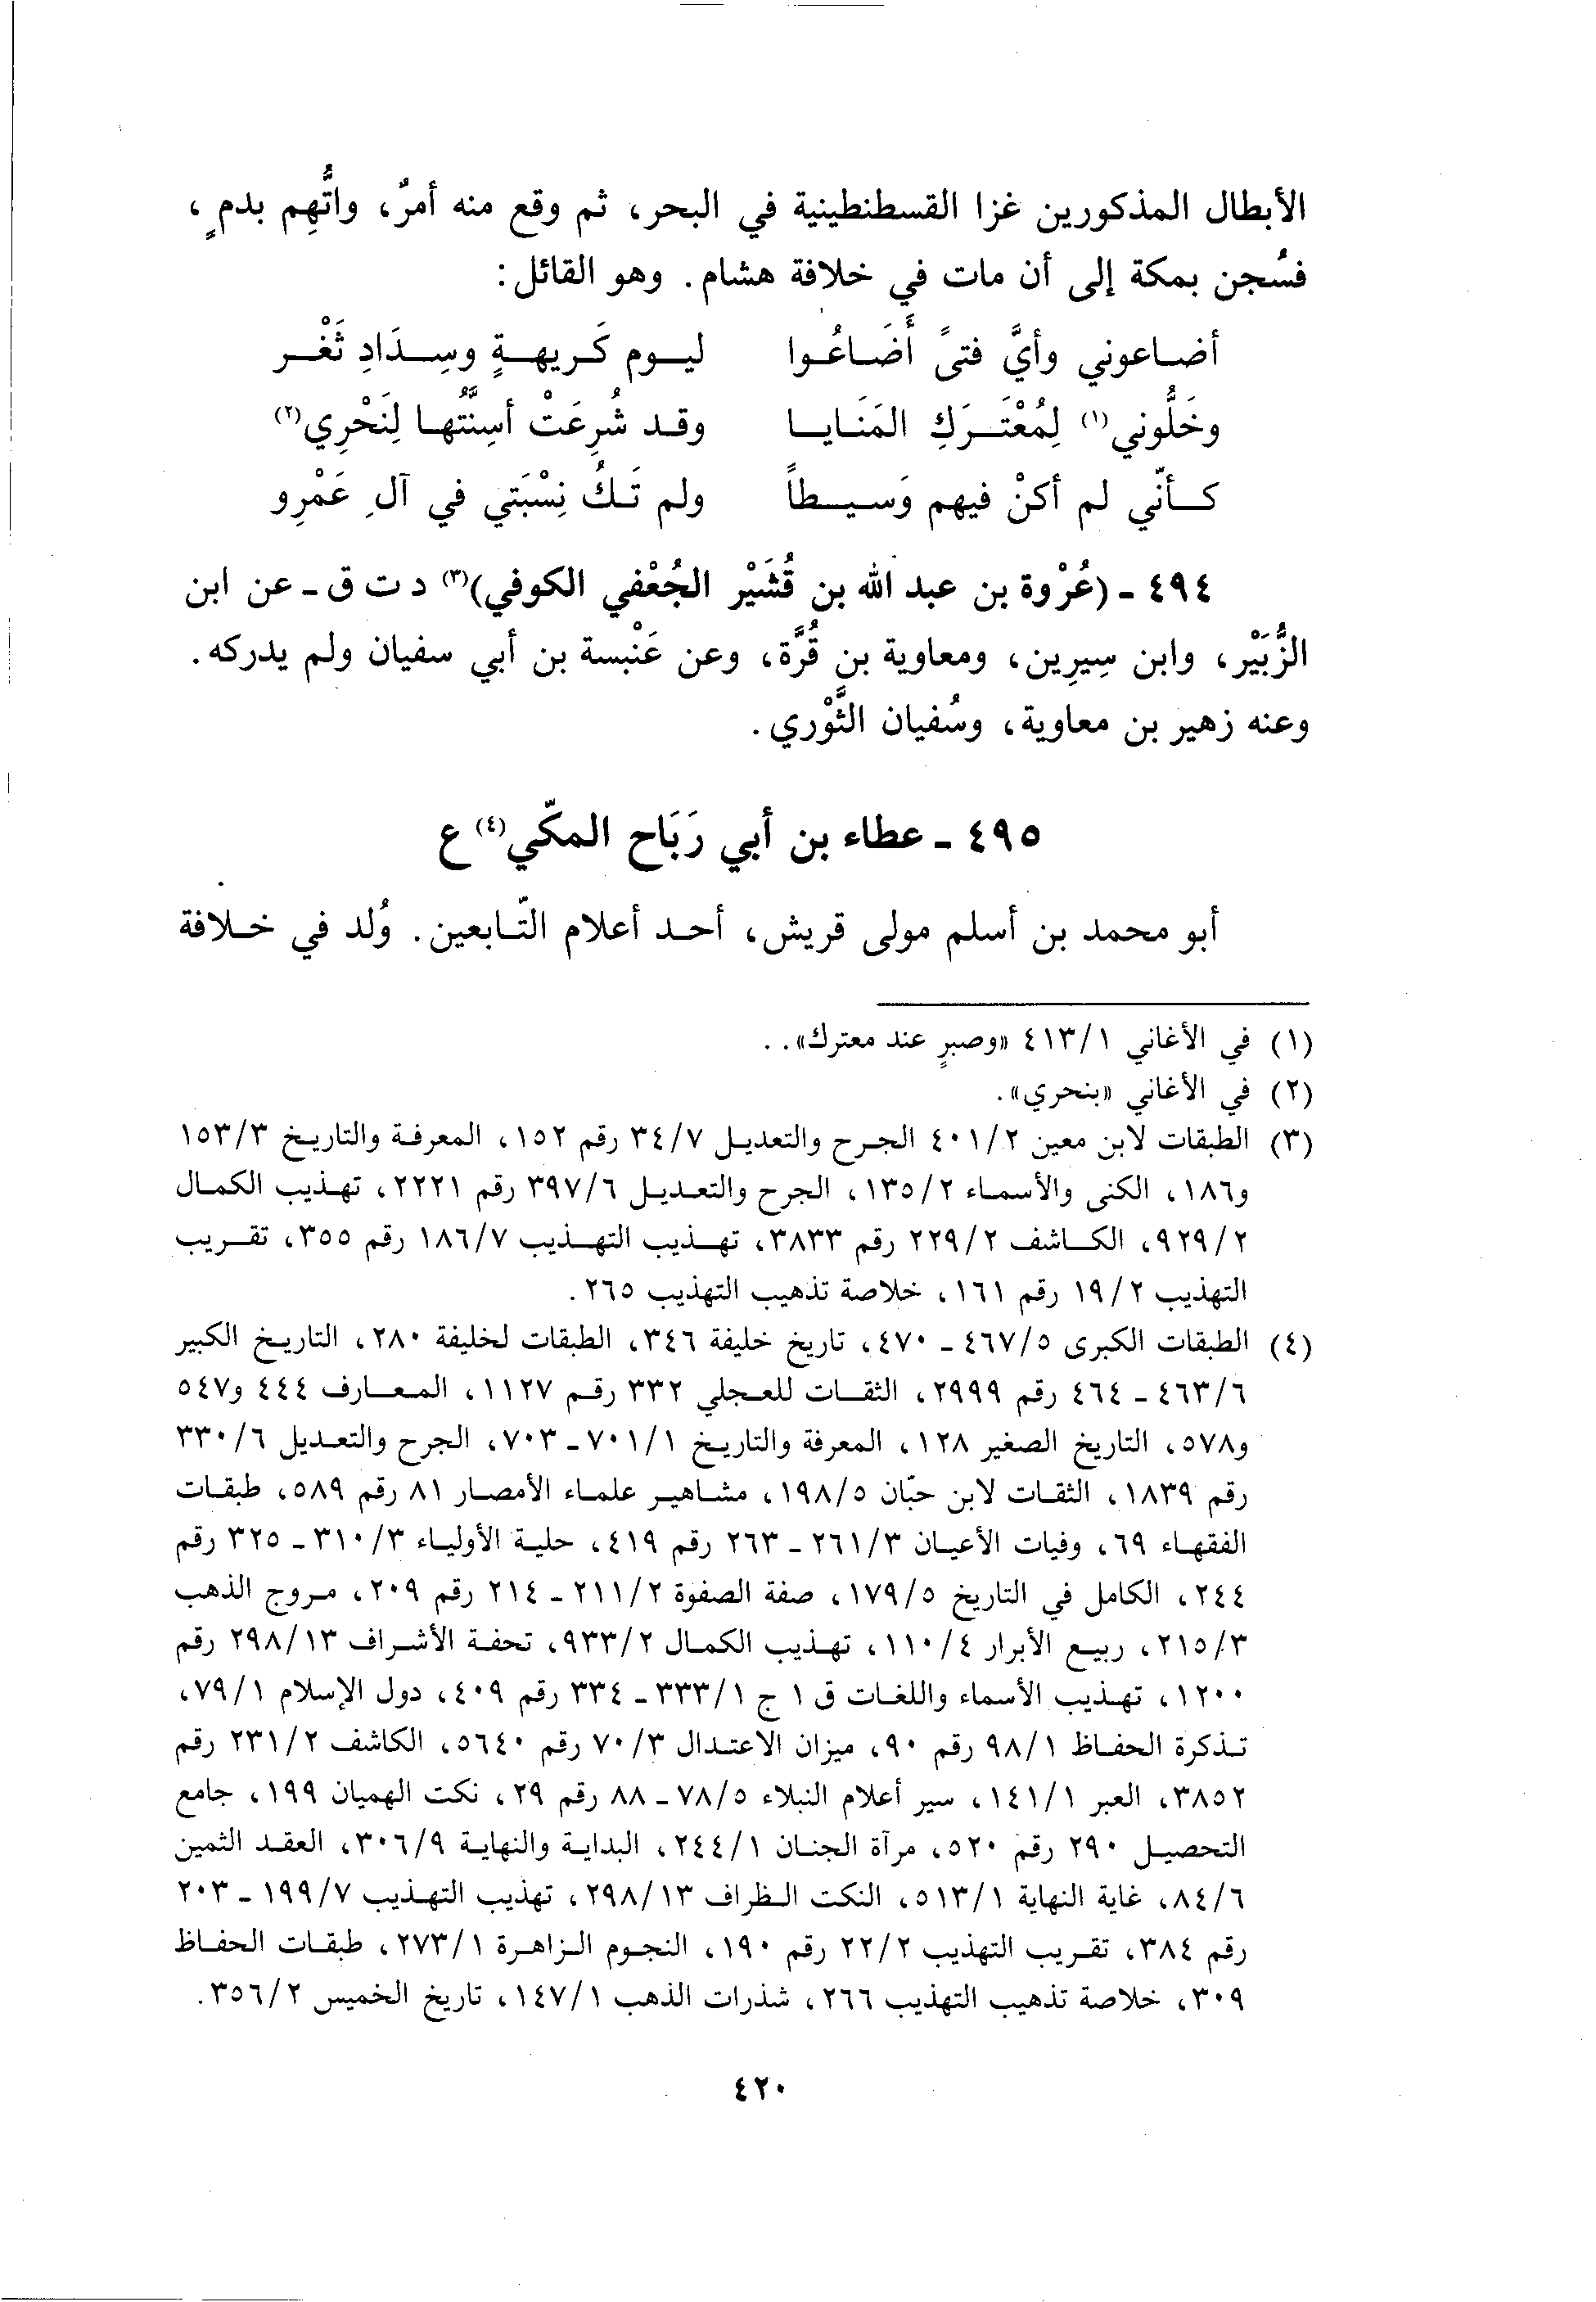 الأبطال المذكورين غزا القسطنطينية في البحر، ثم وقع منه أمرٌ، واتُّهِم بدمٍ،
فسُجن بمكة إلى أن مات في خلافة هشام. وهو القائل:
أضاعوني وأيَّ فتىً أَضَاعُوا ليوم كَريهةٍ وسِدَادِ ثَغْر
وخَلُّوني(١) لِمُعْتَرَكِ المَنَايا وقد شُرِعَتْ أسِنَّتُها لِنَحْرِي(٢)
كأنّي لم أكنْ فيهم وَسيطاً ولم تَكُ نِسْبَتي في آلِ عَمْرِو
٤٩٤ - (عُرْوة بن عبد الله بن قُشَيْر الجُعْفي الكوفي)(٣) د ت ق - عن ابن
الزُّبَيْر، وابن سِيرِين، ومعاوية بن قُرَّة، وعن عَنْبسة بن أبي سفيان ولم يدركه.
وعنه زهير بن معاوية، وسُفيان الثَّوْري.
٤٩٥ - عطاء بن أبي رَبَاح المكّي(٤) ع
أبو محمد بن أسلم مولى قريش، أحد أعلام التّابعين. وُلد في خلافة
(١) في الأغاني ٤١٣/١ «وصبرٍ عند معترك»..
(٢) في الأغاني «بنحري».
(٣) الطبقات لابن معين ٤٠١/٢ الجرح والتعديل ٣٤/٧ رقم ١٥٢، المعرفة والتاريخ ١٥٣/٣
و١٨٦، الكنى والأسماء ١٣٥/٢، الجرح والتعديل ٣٩٧/٦ رقم ٢٢٢١، تهذيب الكمال
٩٢٩/٢، الكاشف ٢٢٩/٢ رقم ٣٨٣٣، تهذيب التهذيب ١٨٦/٧ رقم ٣٥٥، تقريب
التهذيب ١٩/٢ رقم ١٦١، خلاصة تذهيب التهذيب ٢٦٥.
(٤) الطبقات الكبرى ٤٦٧/٥ - ٤٧٠، تاريخ خليفة ٣٤٦، الطبقات لخليفة ٢٨٠، التاريخ الكبير
٤٦٣/٦ - ٤٦٤ رقم ٢٩٩٩، الثقات للعجلي ٣٣٢ رقم ١١٢٧، المعارف ٤٤٤ و٥٤٧
و٥٧٨، التاريخ الصغير ١٢٨، المعرفة والتاريخ ٧٠١/١ - ٧٠٣، الجرح والتعديل ٣٣٠/٦
رقم ١٨٣٩، الثقات لابن حبّان ١٩٨/٥، مشاهير علماء الأمصار ٨١ رقم ٥٨٩، طبقات
الفقهاء ٦٩، وفيات الأعيان ٢٦١/٣ - ٢٦٣ رقم ٤١٩، حلية الأولياء ٣١٠/٣ - ٣٢٥ رقم
٢٤٤، الكامل في التاريخ ١٧٩/٥، صفة الصفوة ٢١١/٢ - ٢١٤ رقم ٢٠٩، مروج الذهب
٢١٥/٣، ربيع الأبرار ١١٠/٤، تهذيب الكمال ٩٣٣/٢، تحفة الأشراف ٢٩٨/١٣ رقم
١٢٠٠، تهذيب الأسماء واللغات ق ١ ج ٣٣٣/١ - ٣٣٤ رقم ٤٠٩، دول الإسلام ٧٩/١،
تذكرة الحفاظ ٩٨/١ رقم ٩٠، ميزان الاعتدال ٧٠/٣ رقم ٥٦٤٠، الكاشف ٢٣١/٢ رقم
٣٨٥٢، العبر ١٤١/١، سير أعلام النبلاء ٧٨/٥ - ٨٨ رقم ٢٩، نكت الهميان ١٩٩، جامع
التحصيل ٢٩٠ رقم ٥٢٠، مرآة الجنان ٢٤٤/١، البداية والنهاية ٣٠٦/٩، العقد الثمين
٨٤/٦، غاية النهاية ٥١٣/١، النكت الظراف ٢٩٨/١٣، تهذيب التهذيب ١٩٩/٧ - ٢٠٣
رقم ٣٨٤، تقريب التهذيب ٢٢/٢ رقم ١٩٠، النجوم الزاهرة ٢٧٣/١، طبقات الحفاظ
٣٠٩، خلاصة تذهيب التهذيب ٢٦٦، شذرات الذهب ١٤٧/١، تاريخ الخميس ٣٥٦/٢.
٤٢٠